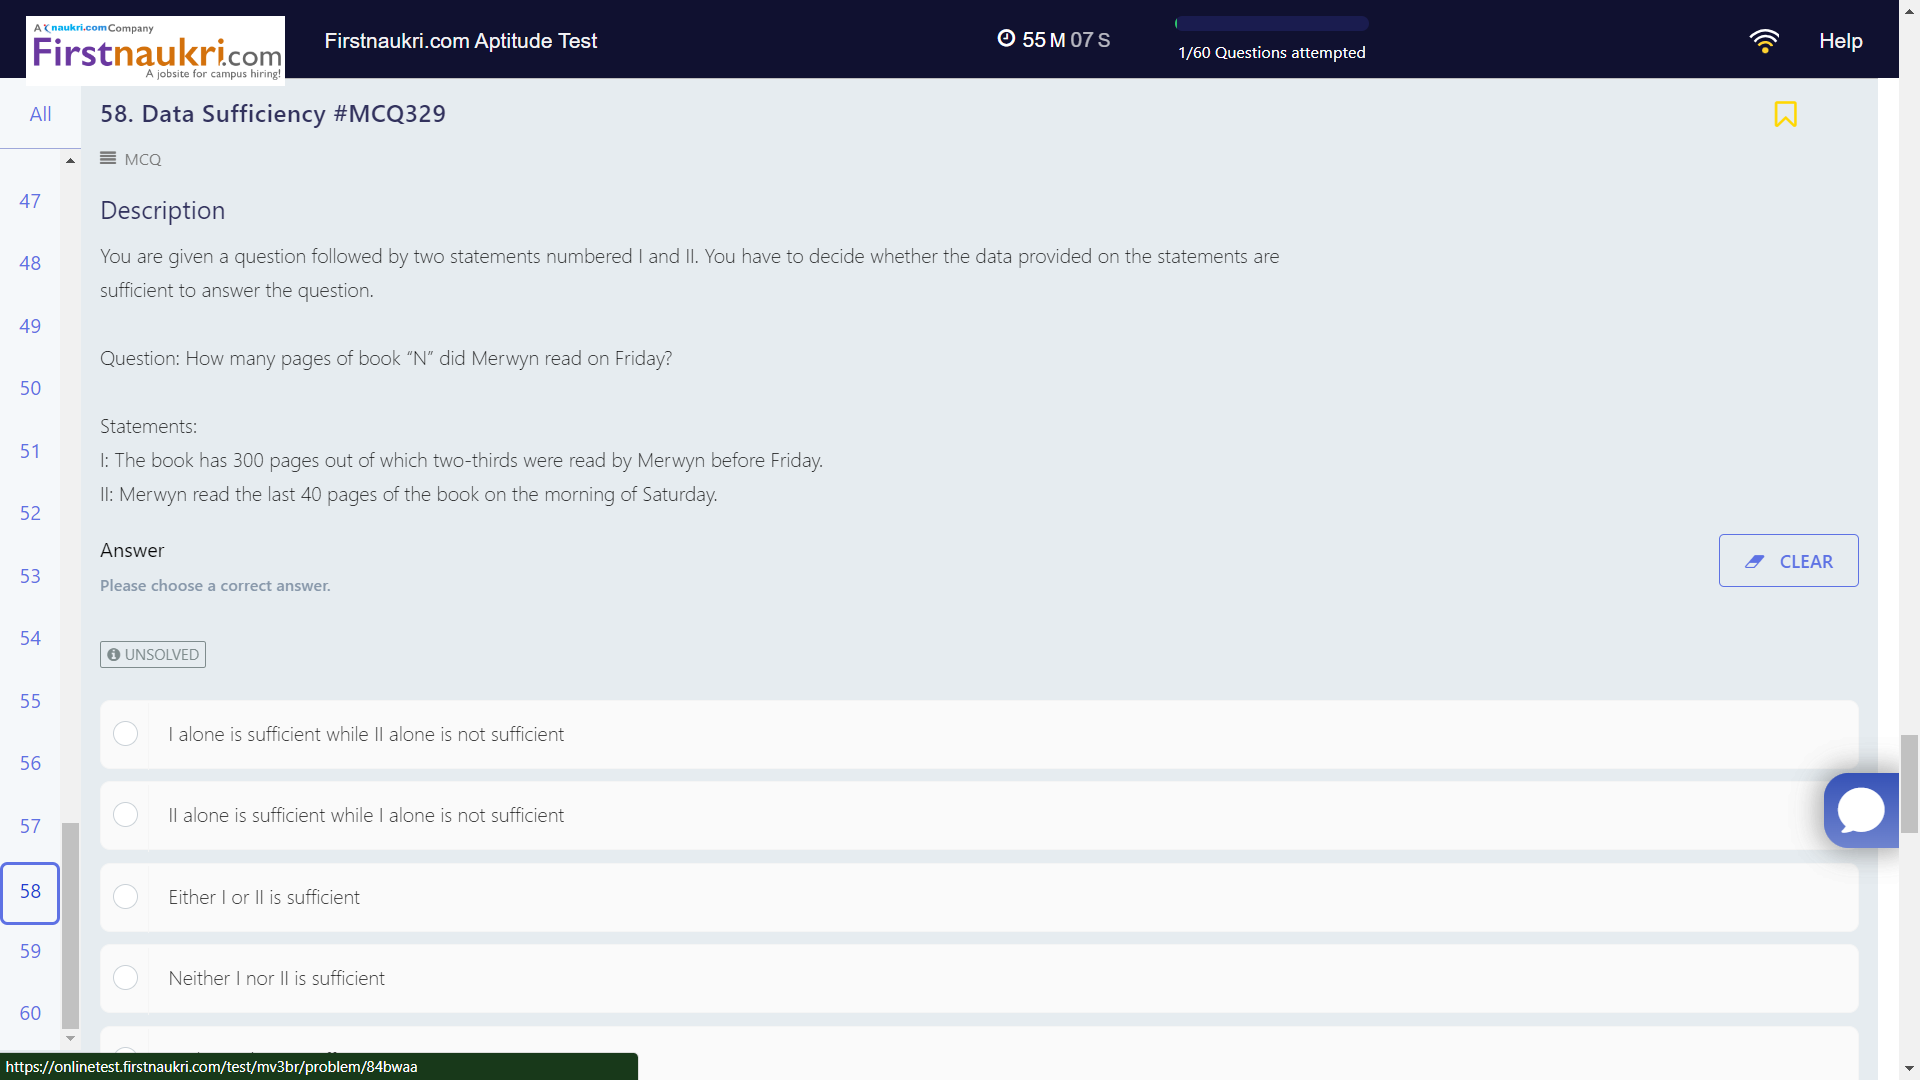 A naukri.com Company
Firstnaukri.com
A jobsite for campus hiring!
Firstnaukri.com Aptitude Test
55 M 07 S
1/60 Questions attempted
Help
All
47
48
49
50
51
52
53
54
55
56
57
58
59
60
58. Data Sufficiency #MCQ329
MCQ
Description
You are given a question followed by two statements numbered I and II. You have to decide whether the data provided on the statements are
sufficient to answer the question.
Question: How many pages of book “N” did Merwyn read on Friday?
Statements:
I: The book has 300 pages out of which two-thirds were read by Merwyn before Friday.
II: Merwyn read the last 40 pages of the book on the morning of Saturday.
Answer
Please choose a correct answer.
CLEAR
UNSOLVED
I alone is sufficient while II alone is not sufficient
II alone is sufficient while I alone is not sufficient
Either I or II is sufficient
Neither I nor II is sufficient
https://onlinetest.firstnaukri.com/test/mv3br/problem/84bwaa